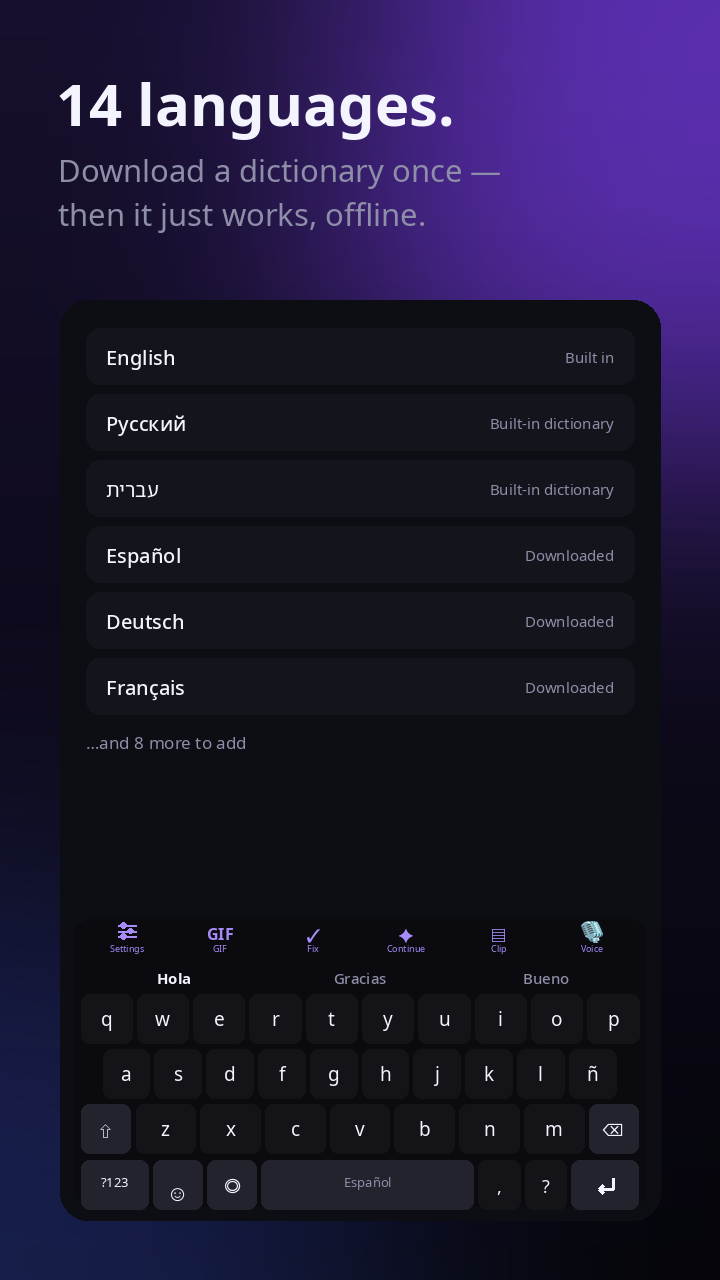 14 languages.
Download a dictionary once —
then it just works, offline.
English Built in
Русский Built-in dictionary
עברית Built-in dictionary
Español Downloaded
Deutsch Downloaded
Français Downloaded
...and 8 more to add
GIF
Settings GIF Fix Continue Clip Voice
Hola Gracias Bueno
q w e r t y u i o p
a s d f g h j k l ñ
z x c v b n m
?123 Español , ?